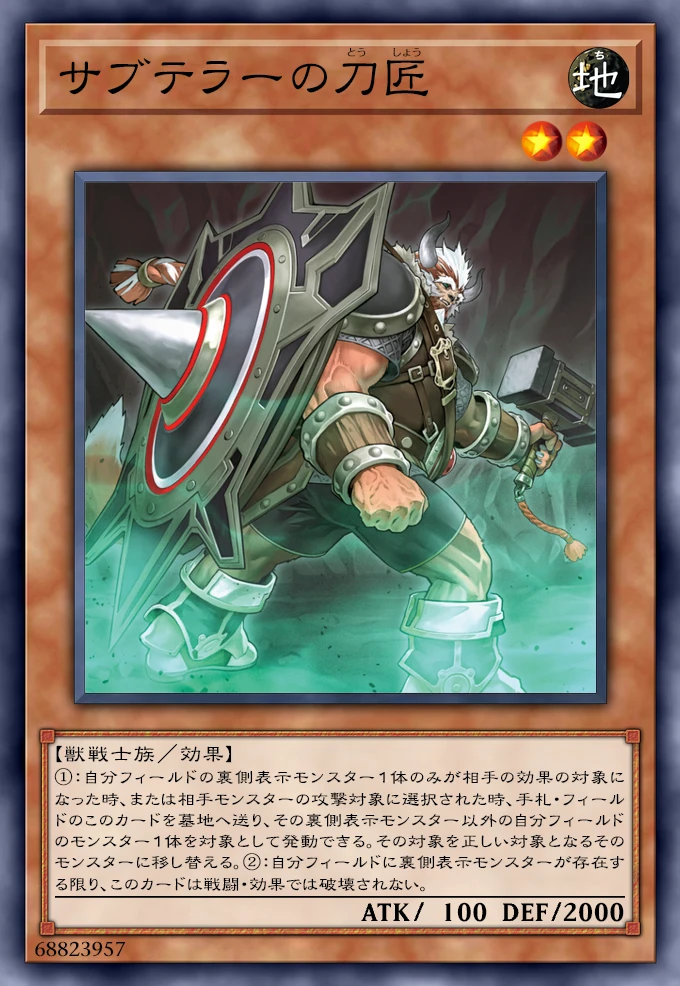 サブテラーの刀匠
とう しょう
地
ち
【獣戦士族／効果】
①：自分フィールドの裏側表示モンスター１体のみが相手の効果の対象に
なった時、または相手モンスターの攻撃対象に選択された時、手札・フィール
ドのこのカードを墓地へ送り、その裏側表示モンスター以外の自分フィールド
のモンスター１体を対象として発動できる。その対象を正しい対象となるその
モンスターに移し替える。②：自分フィールドに裏側表示モンスターが存在す
る限り、このカードは戦闘・効果では破壊されない。
ATK/ 100 DEF/2000
68823957